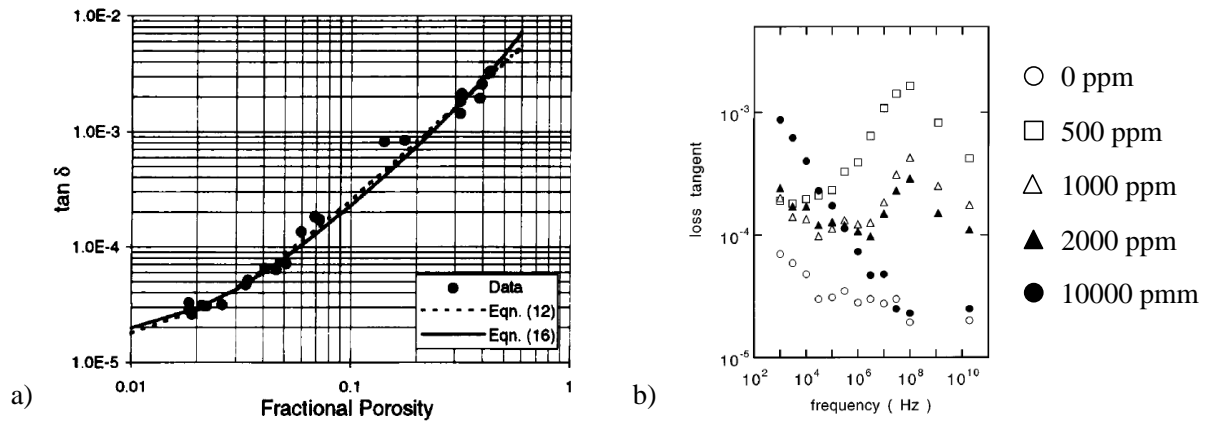 1.0E-2
1.0E-3
tan δ
1.0E-4
1.0E-5
0.01
0.1
1
Fractional Porosity
Data
Eqn. (12)
Eqn. (16)
a)
10⁻³
loss tangent
10⁻⁴
10⁻⁵
10² 10⁴ 10⁶ 10⁸ 10¹⁰
frequency ( Hz )
b)
0 ppm
500 ppm
1000 ppm
2000 ppm
10000 pmm